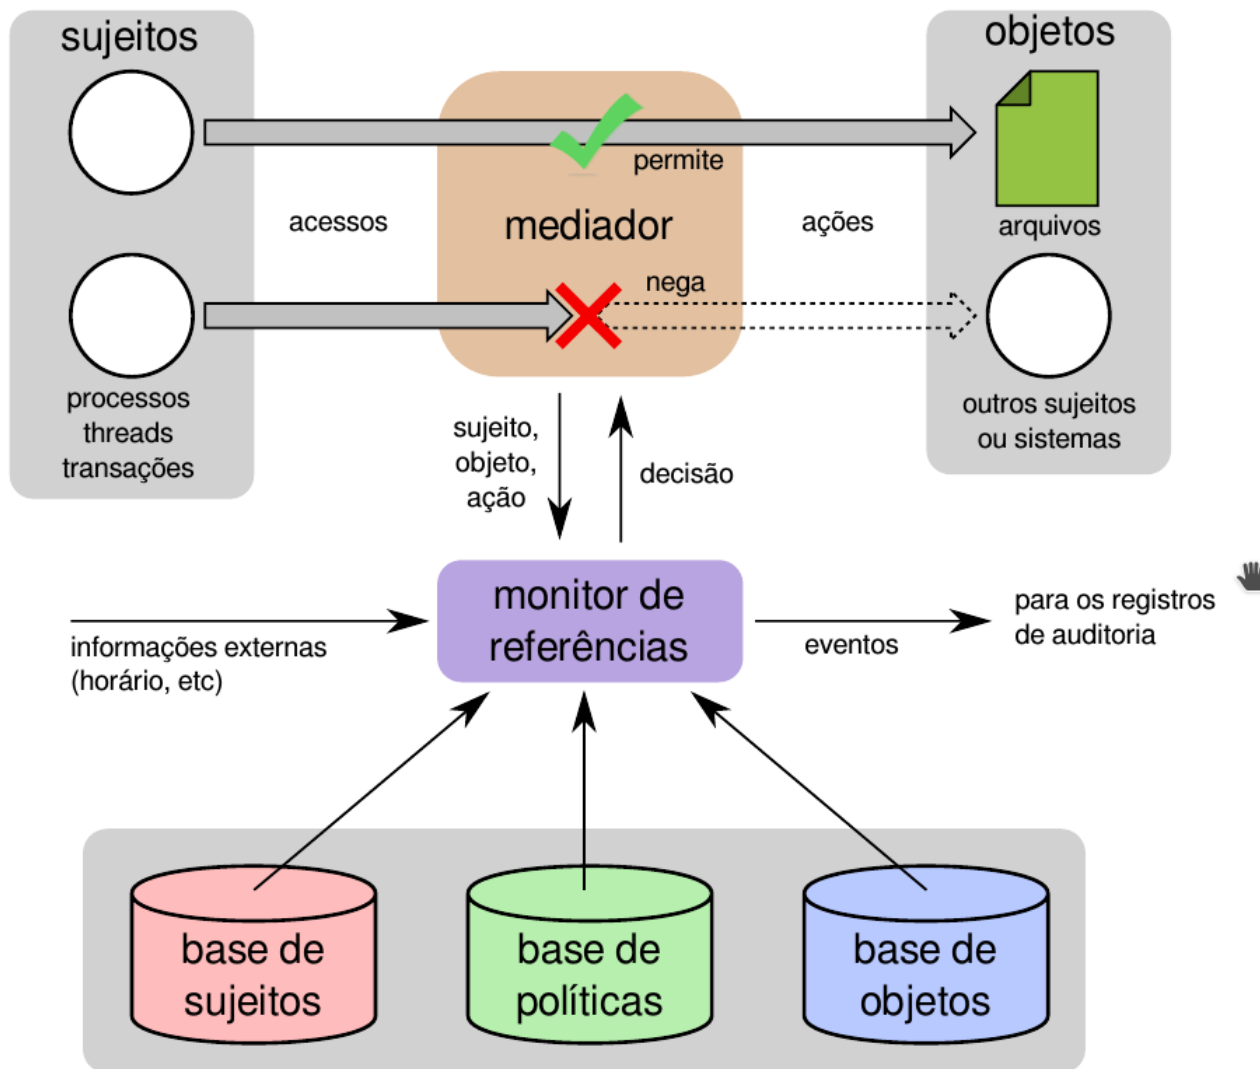 sujeitos
objetos
permite
acessos
mediador
ações
arquivos
nega
processos
threads
transações
outros sujeitos
ou sistemas
sujeito,
objeto,
ação
decisão
monitor de
referências
informações externas
(horário, etc)
eventos
para os registros
de auditoria
base de
sujeitos
base de
políticas
base de
objetos